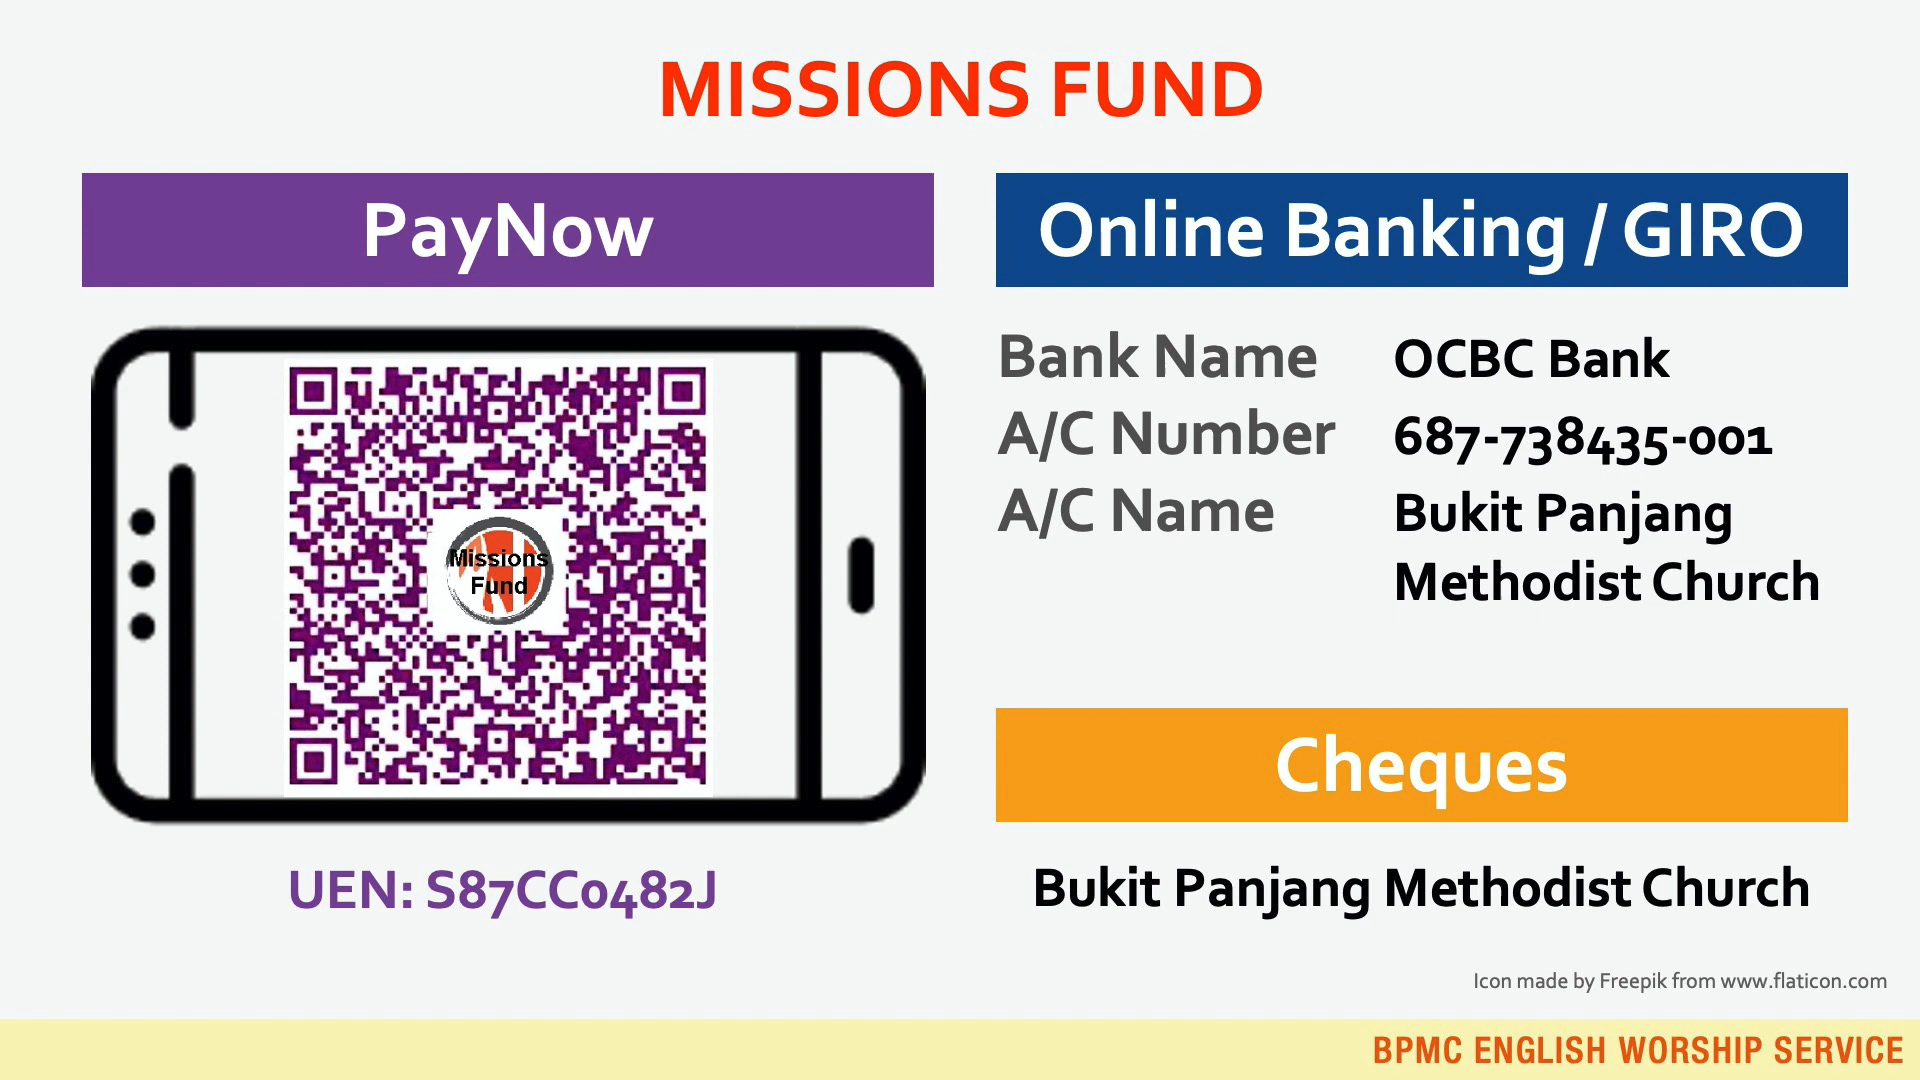 MISSIONS FUND
PayNow
Missions
Fund
UEN: S87CC0482J
Online Banking / GIRO
Bank Name OCBC Bank
A/C Number 687-738435-001
A/C Name Bukit Panjang
Methodist Church
Cheques
Bukit Panjang Methodist Church
Icon made by Freepik from www.flaticon.com
BPMC ENGLISH WORSHIP SERVICE